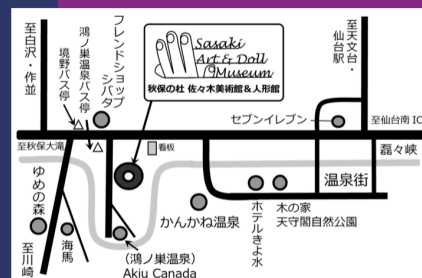 至白沢・作並
境野バス停
鴻ノ巣温泉バス停
フレンドショップ
シバタ
Sasaki
Art & Doll
Museum
秋保の杜 佐々木美術館&人形館
至天文台・
仙台駅
セブンイレブン
至仙台南IC
至秋保大滝
看板
磊々峡
ゆめの森
至川崎
海馬
(鴻ノ巣温泉)
Akiu Canada
かんかね温泉
ホテルきよ水
木の家
天守閣自然公園
温泉街